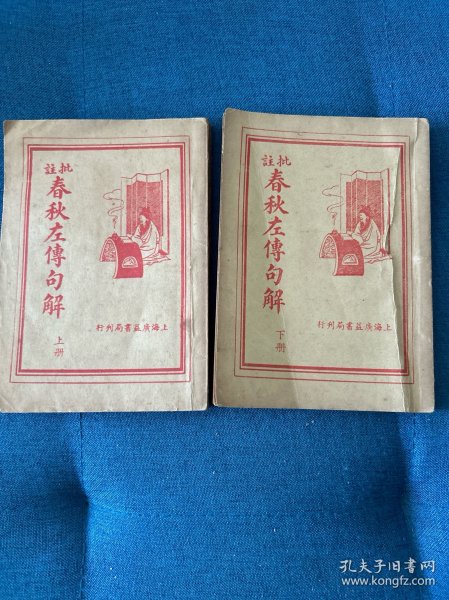 批註
春秋左傳句解
上海廣益書局刊行
上册
批註
春秋左傳句解
上海廣益書局刊行
下册
孔夫子旧书网
www.kongfz.com